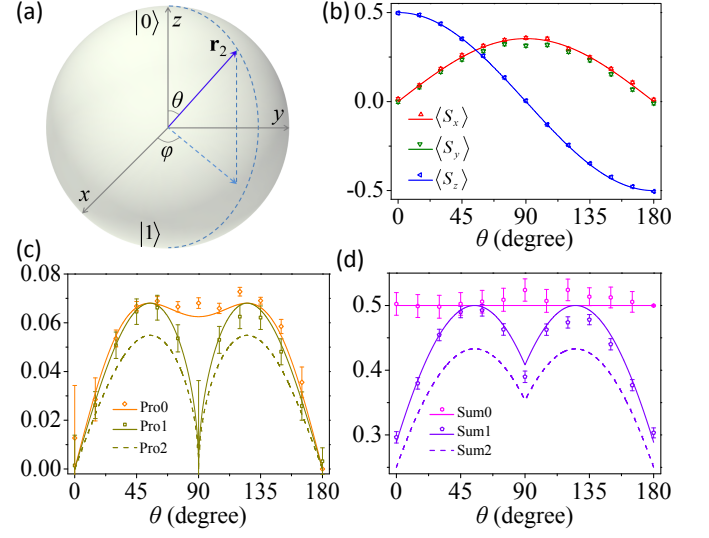 (a)
|0⟩
z
r₂
θ
y
φ
x
|1⟩
(b)
0.5
0.0
-0.5
⟨Sₓ⟩
⟨Sᵧ⟩
⟨S_z⟩
0 45 90 135 180
θ (degree)
(c)
0.08
0.06
0.04
0.02
0.00
Pro0
Pro1
Pro2
0 45 90 135 180
θ (degree)
(d)
0.5
0.4
0.3
Sum0
Sum1
Sum2
0 45 90 135 180
θ (degree)